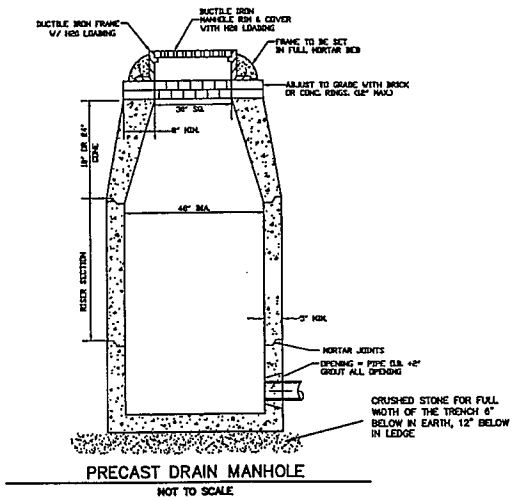 DUCTILE IRON
MANHOLE RIM & COVER
WITH H20 LOADING
DUCTILE IRON FRAME
W/ H20 LOADING
FRAME TO BE SET
IN FULL MORTAR BED
ADJUST TO GRADE WITH BRICK
OR CONC. RINGS. (12" MAX.)
30" SQ.
8" MIN.
18" OR 24"
CONE
48" DIA.
RISER SECTION
5" MIN.
MORTAR JOINTS
OPENING = PIPE O.D. +2"
GROUT ALL OPENING
CRUSHED STONE FOR FULL
WIDTH OF THE TRENCH 6"
BELOW IN EARTH, 12" BELOW
IN LEDGE
PRECAST DRAIN MANHOLE
NOT TO SCALE